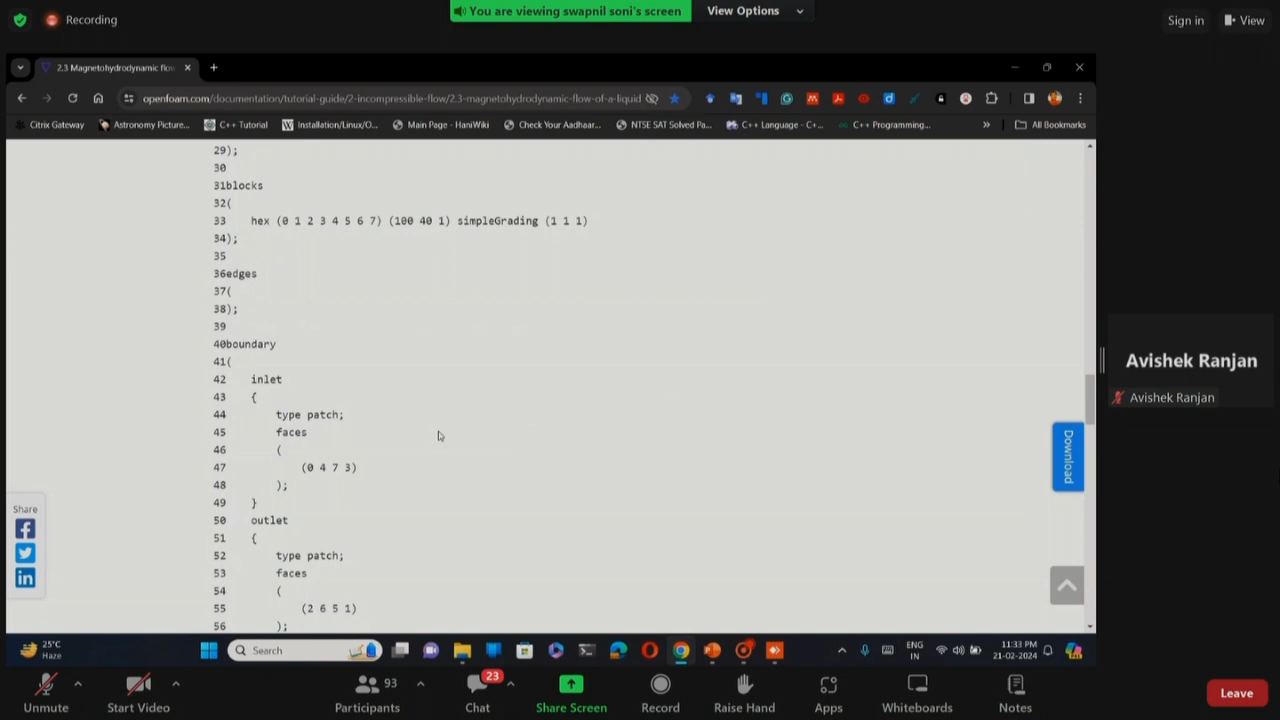 You are viewing swapnil soni's screen
View Options
Recording
Sign in
View
2.3 Magnetohydrodynamic flow
openfoam.com/documentation/tutorial-guide/2-incompressible-flow/2.3-magnetohydrodynamic-flow-of-a-liquid
Citrix Gateway
Astronomy Picture...
C++ Tutorial
Installation/Linux/O...
Main Page - HaniWiki
Check Your Aadhaar...
NTSE SAT Solved Pa...
C++ Language - C+...
C++ Programming...
»
All Bookmarks
29);
30
31blocks
32(
33 hex (0 1 2 3 4 5 6 7) (100 40 1) simpleGrading (1 1 1)
34);
35
36edges
37(
38);
39
40boundary
41(
42 inlet
43 {
44 type patch;
45 faces
46 (
47 (0 4 7 3)
48 );
49 }
50 outlet
51 {
52 type patch;
53 faces
54 (
55 (2 6 5 1)
56 );
Share
Download
Avishek Ranjan
Avishek Ranjan
25°C
Haze
Search
ENG
IN
11:33 PM
21-02-2024
Unmute
Start Video
93
Participants
23
Chat
Share Screen
Record
Raise Hand
Apps
Whiteboards
Notes
Leave